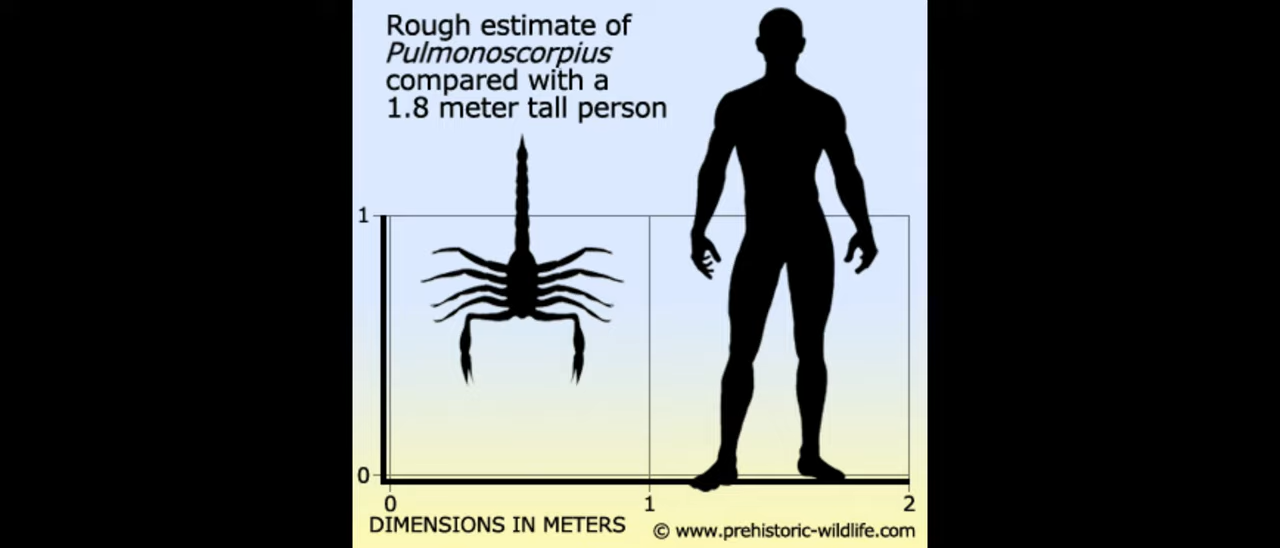 Rough estimate of
Pulmonoscorpius
compared with a
1.8 meter tall person
1
0
0 1 2
DIMENSIONS IN METERS
© www.prehistoric-wildlife.com